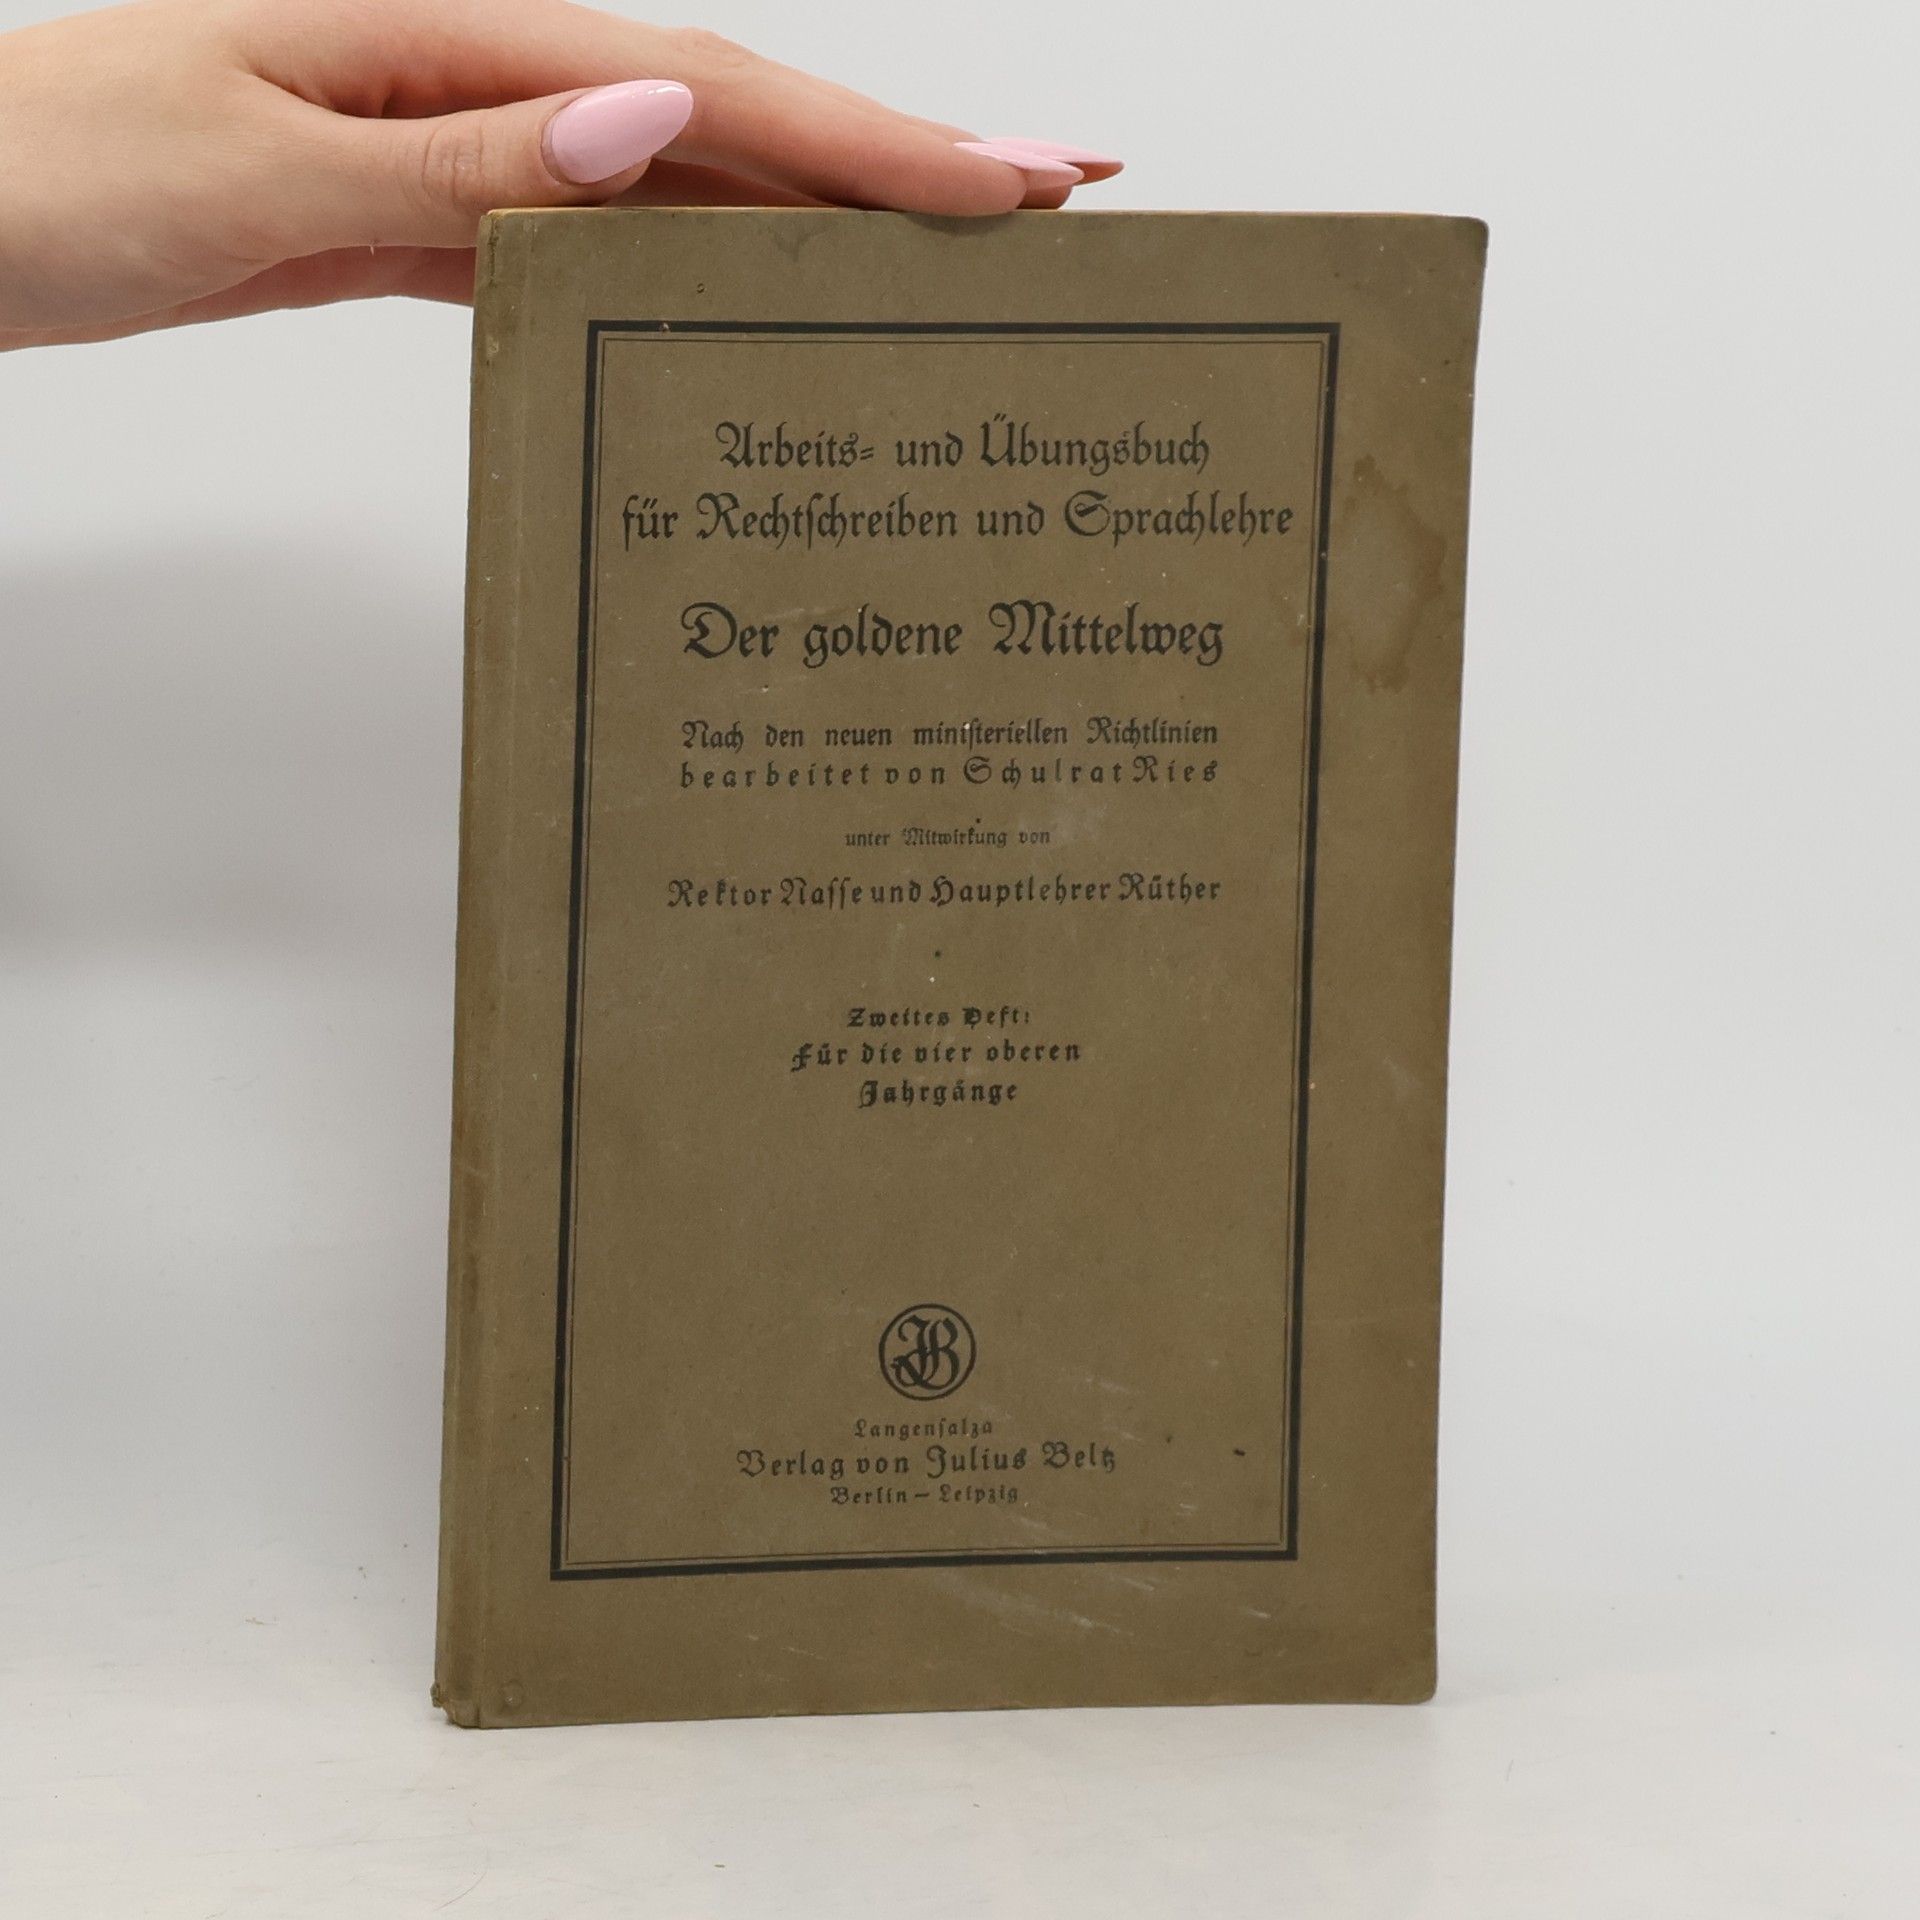 Arbeits- und Übungsbuch
für Rechtschreiben und Sprachlehre
Der goldene Mittelweg
Nach den neuen ministeriellen Richtlinien
bearbeitet von Schulrat Ries
unter Mitwirkung von
Rektor Nasse und Hauptlehrer Rüther
Zweites Heft:
Für die vier oberen
Jahrgänge
JB
Langensalza
Verlag von Julius Beltz
Berlin – Leipzig